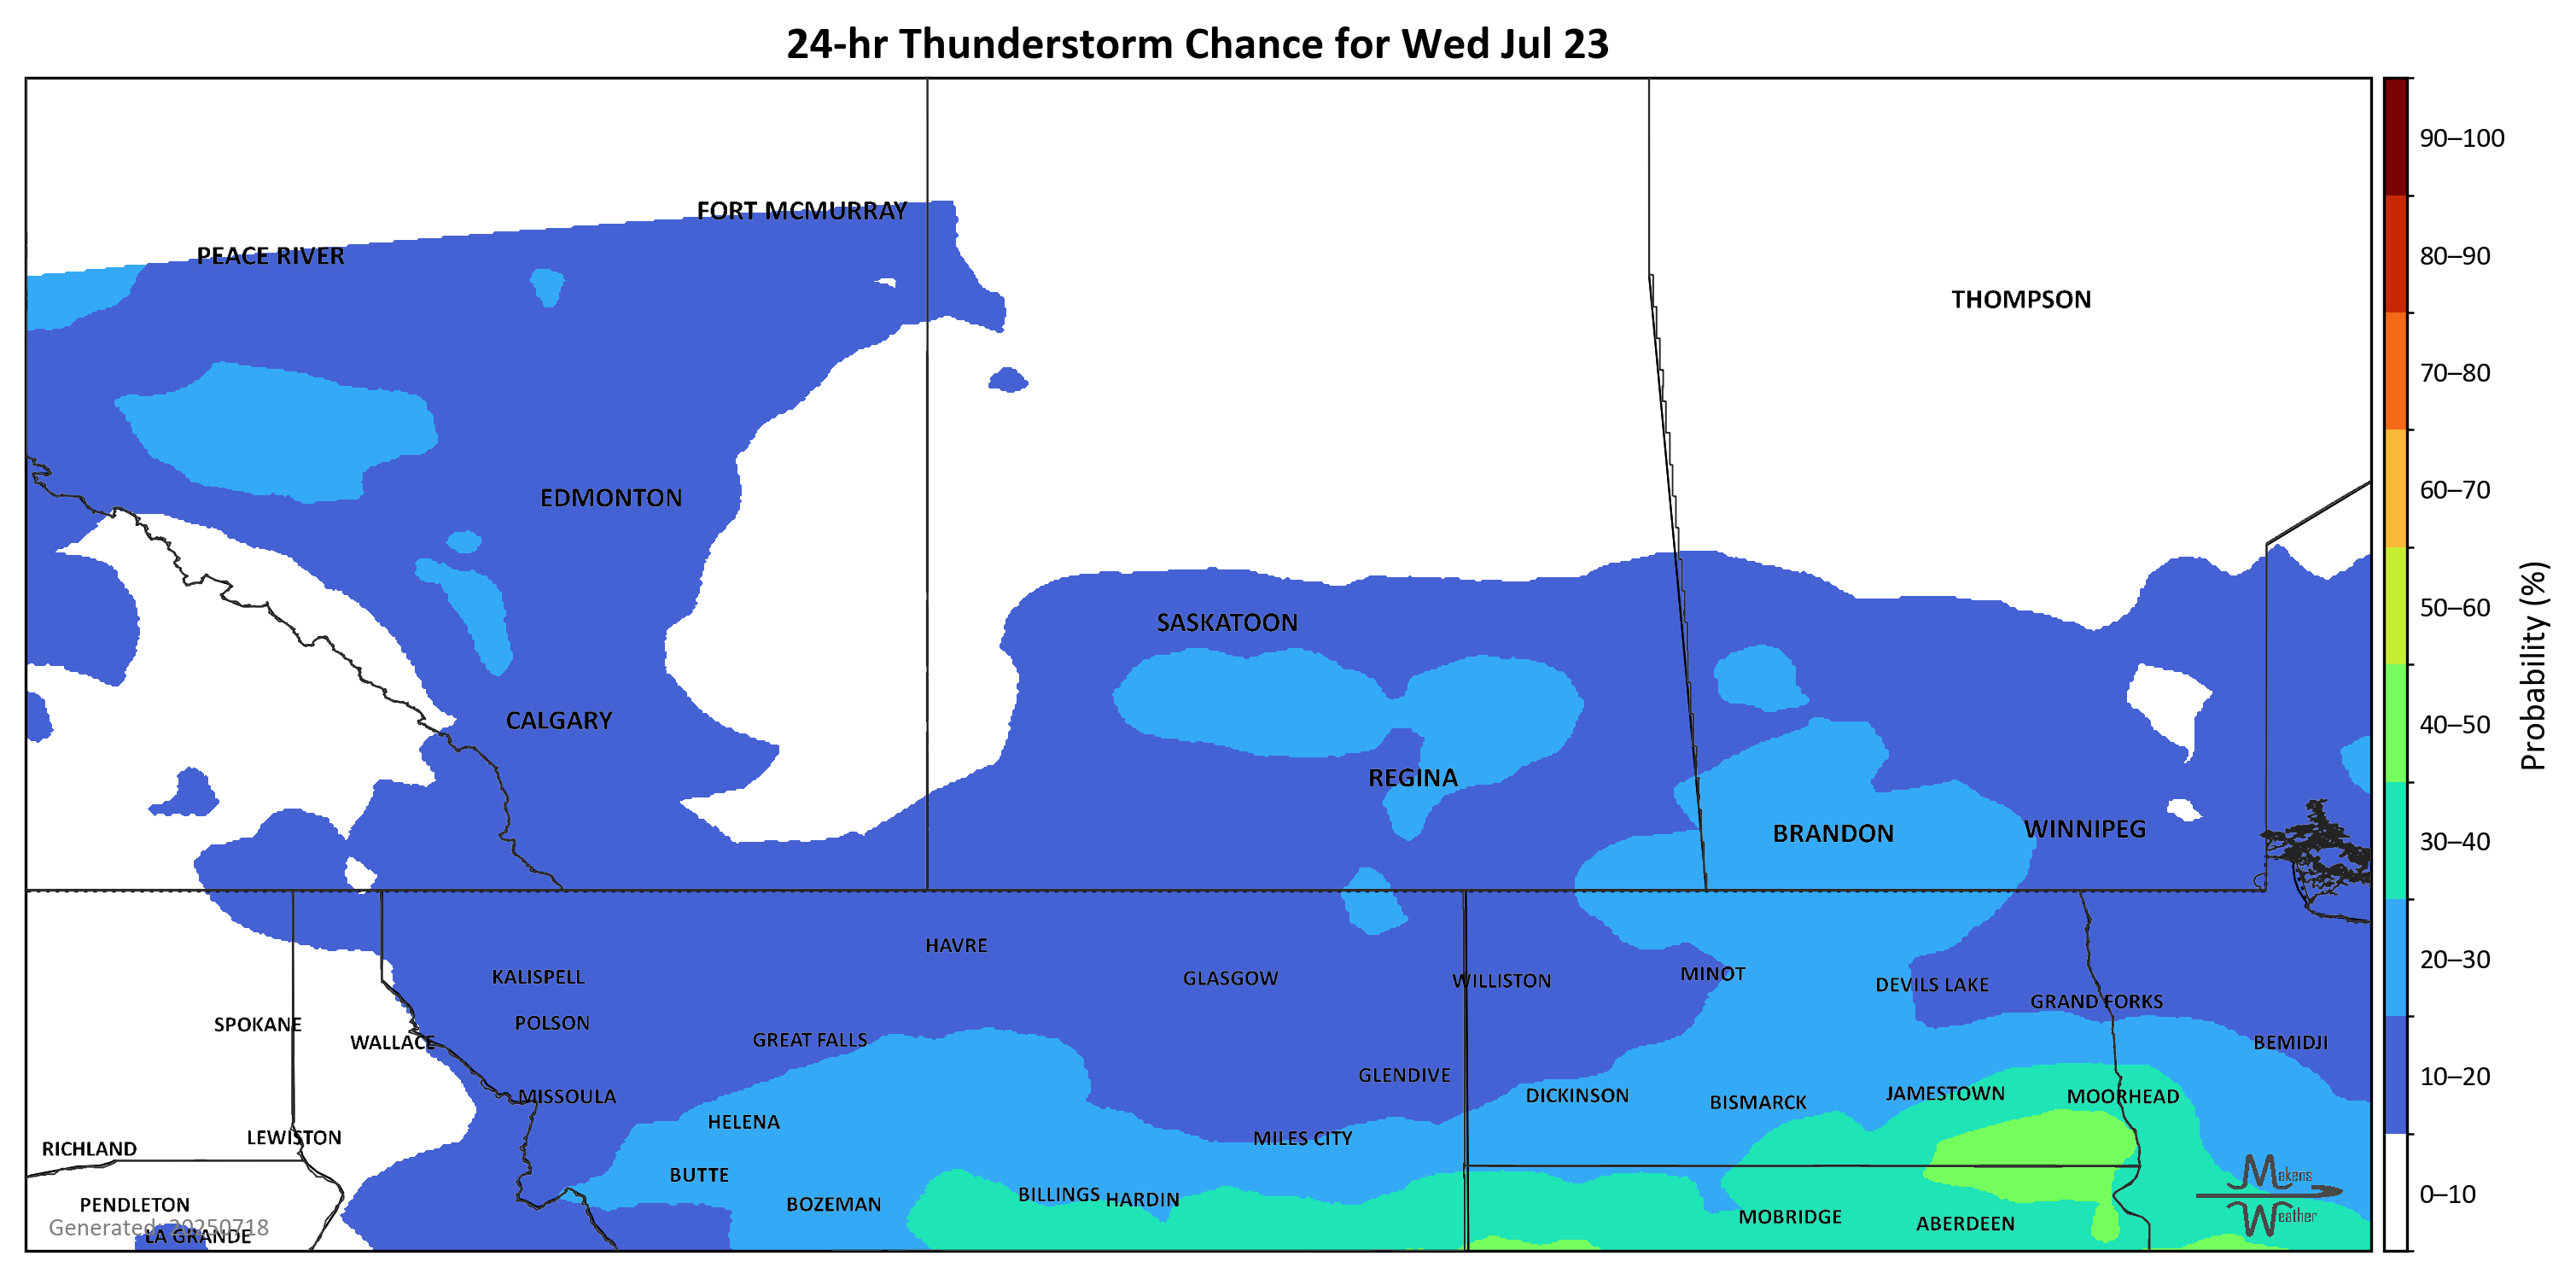 24-hr Thunderstorm Chance for Wed Jul 23
90–100
FORT MCMURRAY
PEACE RIVER
80–90
THOMPSON
70–80
60–70
EDMONTON
50–60
SASKATOON
CALGARY
40–50
Probability (%)
REGINA
WINNIPEG
BRANDON
30–40
HAVRE
20–30
KALISPELL
GLASGOW
WILLISTON
MINOT
DEVILS LAKE
GRAND FORKS
SPOKANE
POLSON
WALLACE
GREAT FALLS
BEMIDJI
GLENDIVE
10–20
MISSOULA
DICKINSON
BISMARCK
JAMESTOWN
MOORHEAD
HELENA
LEWISTON
MILES CITY
RICHLAND
BUTTE
Makens
0–10
BILLINGS
HARDIN
PENDLETON
BOZEMAN
MOBRIDGE
Weather
ABERDEEN
Generated: 20250718
LA GRANDE